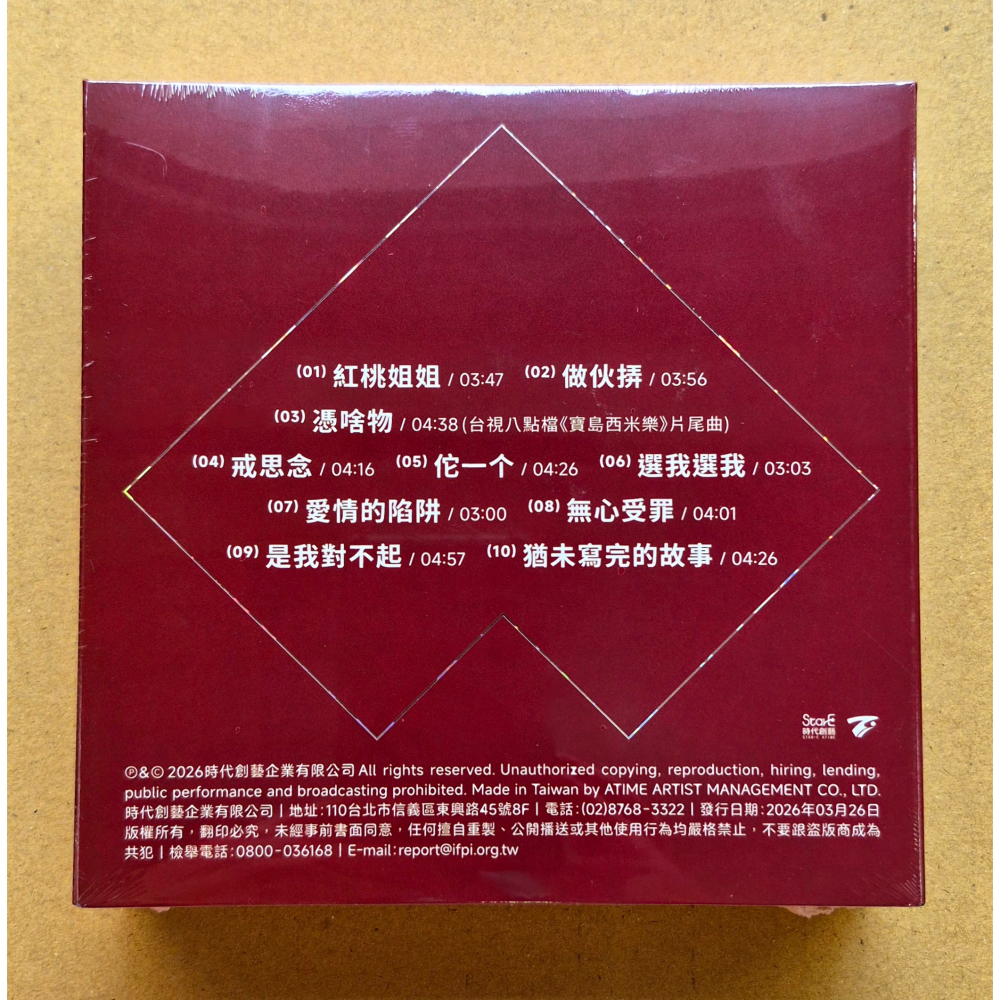 (01) 紅桃姐姐 / 03:47 (02) 做伙摃 / 03:56
(03) 憑啥物 / 04:38 (台視八點檔《寶島西米樂》片尾曲)
(04) 戒思念 / 04:16 (05) 佗一个 / 04:26 (06) 選我選我 / 03:03
(07) 愛情的陷阱 / 03:00 (08) 無心受罪 / 04:01
(09) 是我對不起 / 04:57 (10) 猶未寫完的故事 / 04:26
StarE
時代創藝
℗&© 2026時代創藝企業有限公司 All rights reserved. Unauthorized copying, reproduction, hiring, lending,
public performance and broadcasting prohibited. Made in Taiwan by ATIME ARTIST MANAGEMENT CO., LTD.
時代創藝企業有限公司 | 地址:110台北市信義區東興路45號8F | 電話:(02)8768-3322 | 發行日期:2026年03月26日
版權所有,翻印必究,未經事前書面同意,任何擅自重製、公開播送或其他使用行為均嚴格禁止,不要跟盜版商成為
共犯 | 檢舉電話:0800-036168 | E-mail:report@ifpi.org.tw